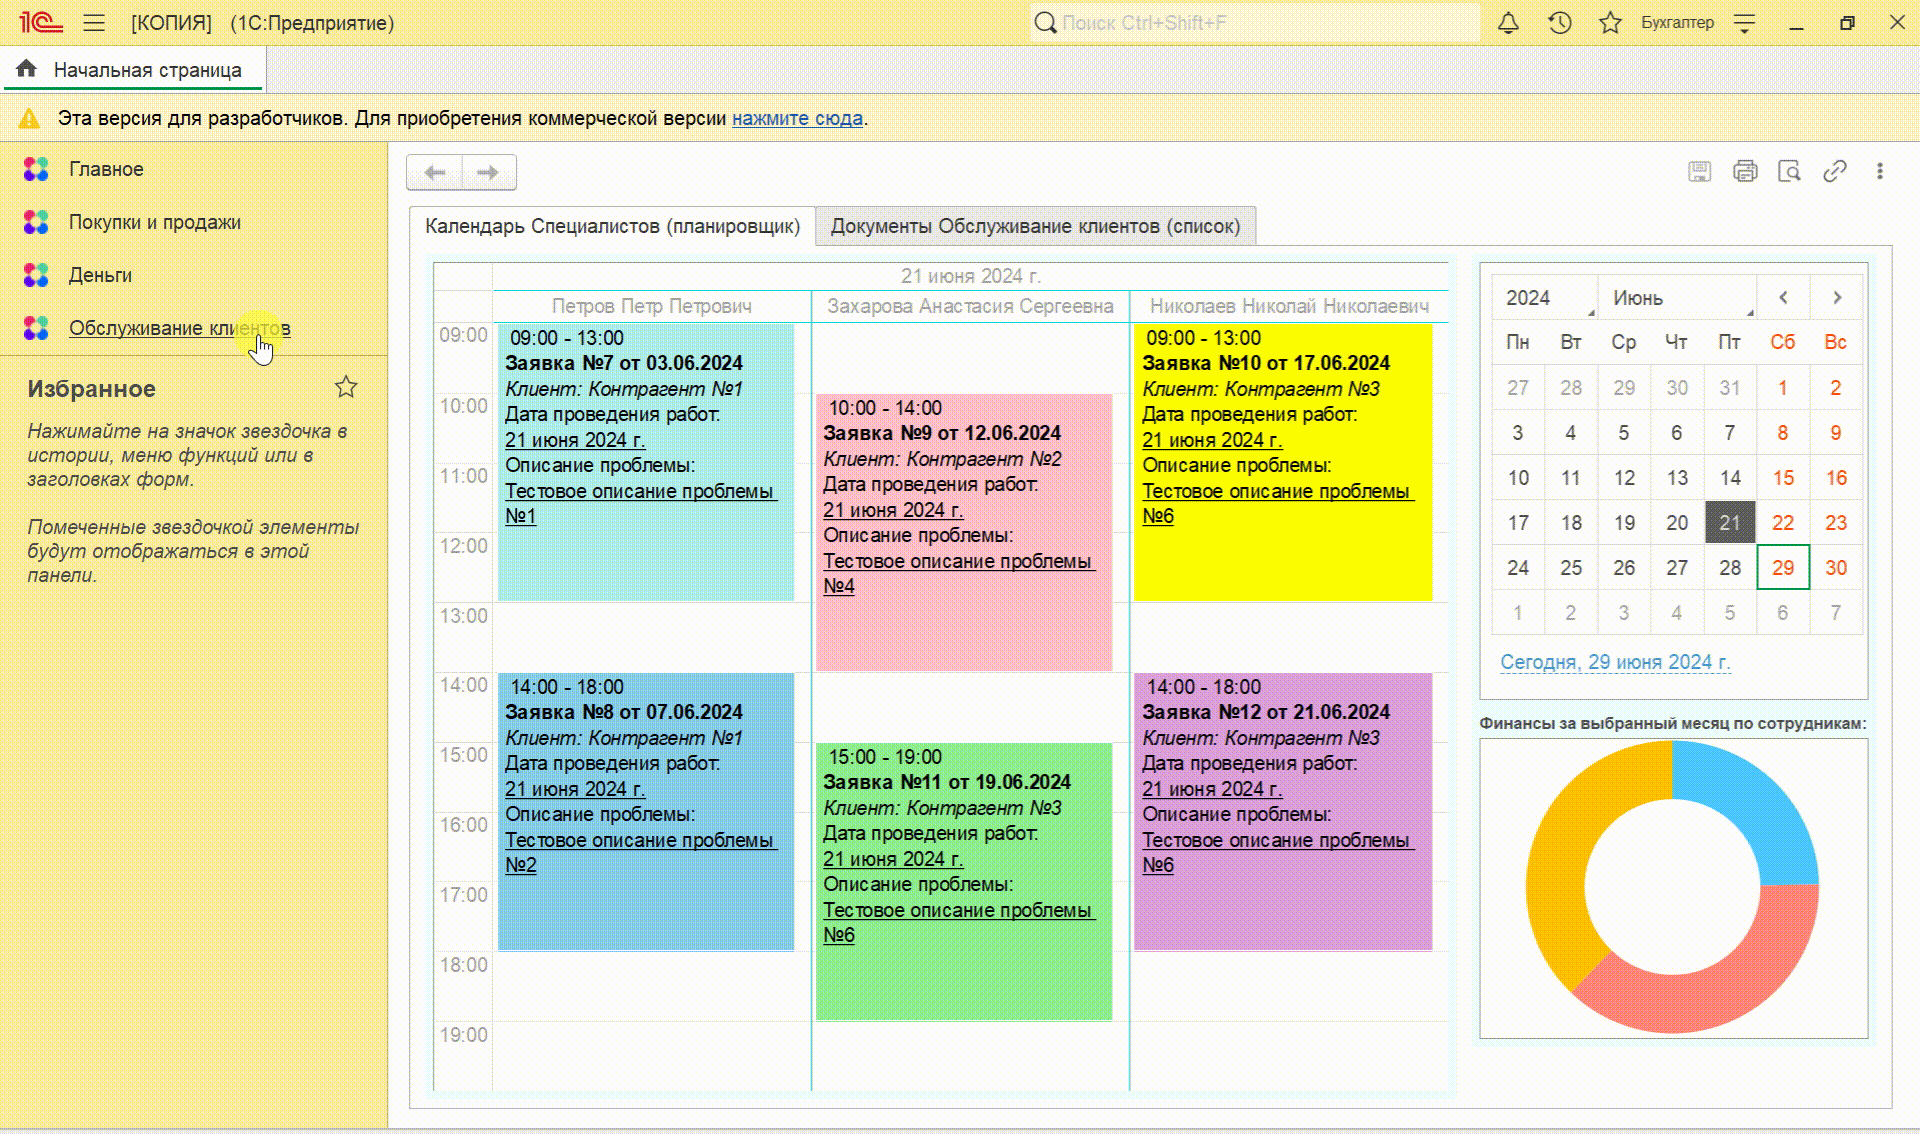 1С [КОПИЯ] (1С:Предприятие)
Поиск Ctrl+Shift+F
Бухгалтер
Начальная страница
Эта версия для разработчиков. Для приобретения коммерческой версии нажмите сюда.
Главное
Покупки и продажи
Деньги
Обслуживание клиентов
Избранное
Нажимайте на значок звездочка в
истории, меню функций или в
заголовках форм.
Помеченные звездочкой элементы
будут отображаться в этой
панели.
Календарь Специалистов (планировщик)
Документы Обслуживание клиентов (список)
21 июня 2024 г.
Петров Петр Петрович
Захарова Анастасия Сергеевна
Николаев Николай Николаевич
09:00
10:00
11:00
12:00
13:00
14:00
15:00
16:00
17:00
18:00
19:00
09:00 - 13:00
Заявка №7 от 03.06.2024
Клиент: Контрагент №1
Дата проведения работ:
21 июня 2024 г.
Описание проблемы:
Тестовое описание проблемы
№1
14:00 - 18:00
Заявка №8 от 07.06.2024
Клиент: Контрагент №1
Дата проведения работ:
21 июня 2024 г.
Описание проблемы:
Тестовое описание проблемы
№2
10:00 - 14:00
Заявка №9 от 12.06.2024
Клиент: Контрагент №2
Дата проведения работ:
21 июня 2024 г.
Описание проблемы:
Тестовое описание проблемы
№4
15:00 - 19:00
Заявка №11 от 19.06.2024
Клиент: Контрагент №3
Дата проведения работ:
21 июня 2024 г.
Описание проблемы:
Тестовое описание проблемы
№6
09:00 - 13:00
Заявка №10 от 17.06.2024
Клиент: Контрагент №3
Дата проведения работ:
21 июня 2024 г.
Описание проблемы:
Тестовое описание проблемы
№6
14:00 - 18:00
Заявка №12 от 21.06.2024
Клиент: Контрагент №3
Дата проведения работ:
21 июня 2024 г.
Описание проблемы:
Тестовое описание проблемы
№6
2024 Июнь
Пн Вт Ср Чт Пт Сб Вс
27 28 29 30 31 1 2
3 4 5 6 7 8 9
10 11 12 13 14 15 16
17 18 19 20 21 22 23
24 25 26 27 28 29 30
1 2 3 4 5 6 7
Сегодня, 29 июня 2024 г.
Финансы за выбранный месяц по сотрудникам: